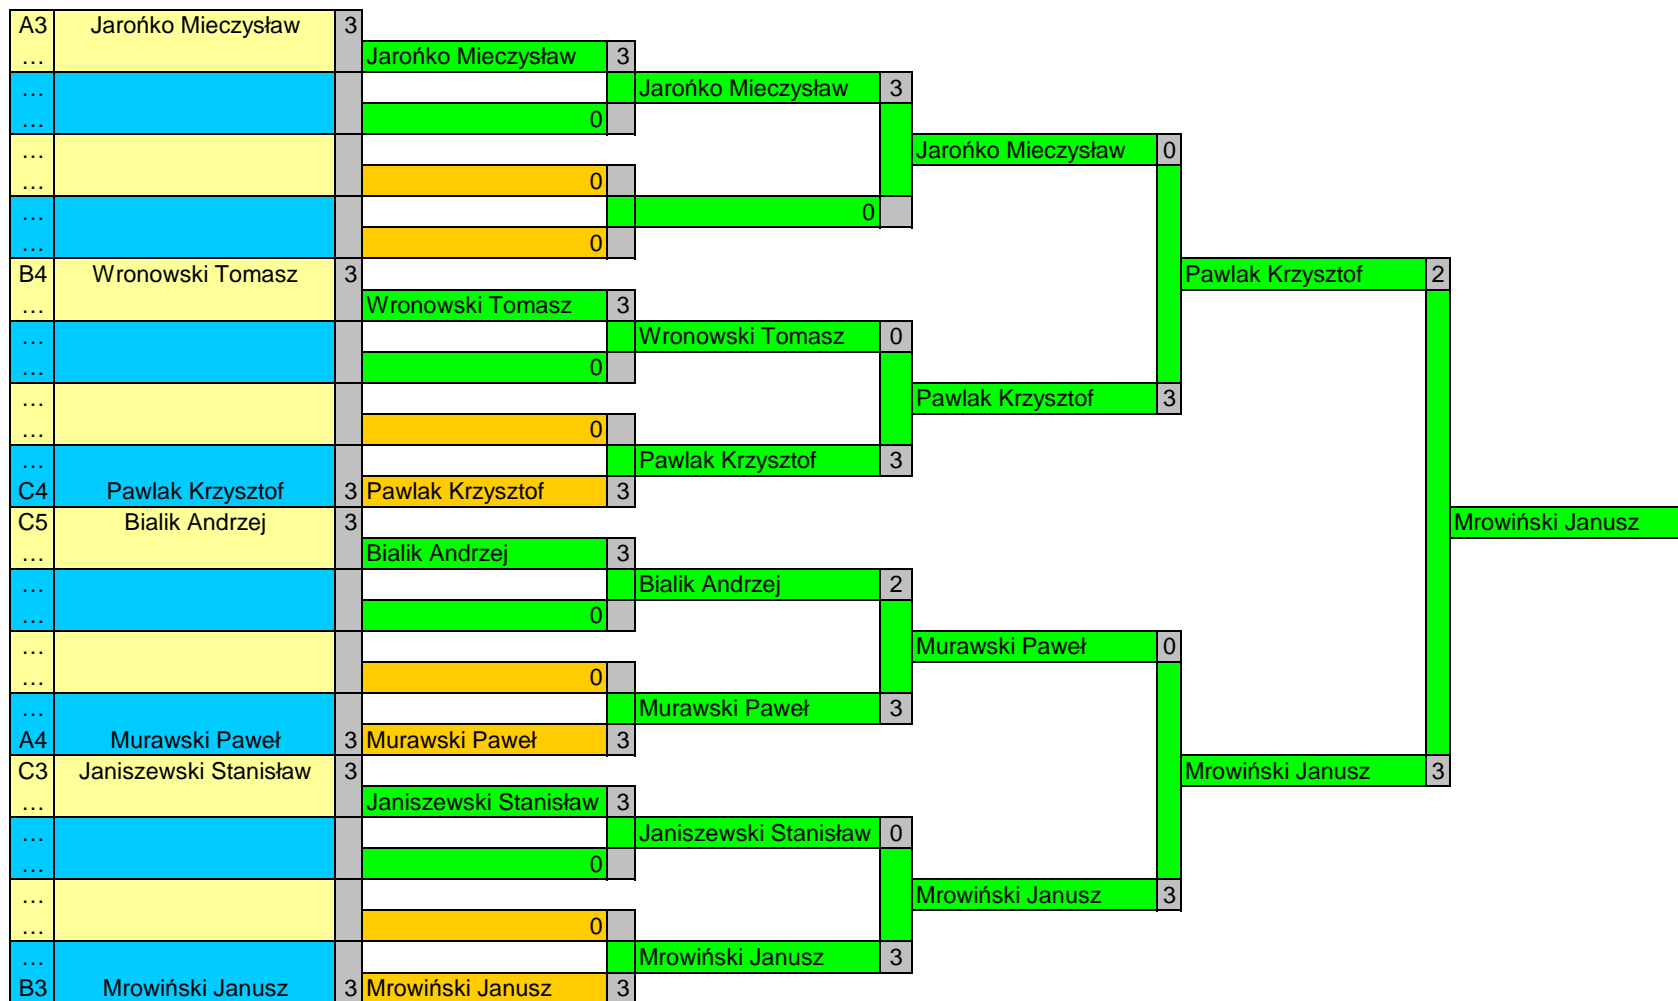 A3 Jarońko Mieczysław 3
… Jarońko Mieczysław 3
… Jarońko Mieczysław 3
… 0
… Jarońko Mieczysław 0
… 0
… 0
… 0
B4 Wronowski Tomasz 3 Pawlak Krzysztof 2
… Wronowski Tomasz 3
… Wronowski Tomasz 0
… 0
… Pawlak Krzysztof 3
… 0
… Pawlak Krzysztof 3
C4 Pawlak Krzysztof 3 Pawlak Krzysztof 3
C5 Bialik Andrzej 3 Mrowiński Janusz
… Bialik Andrzej 3
… Bialik Andrzej 2
… 0
… Murawski Paweł 0
… 0
… Murawski Paweł 3
A4 Murawski Paweł 3 Murawski Paweł 3
C3 Janiszewski Stanisław 3 Mrowiński Janusz 3
… Janiszewski Stanisław 3
… Janiszewski Stanisław 0
… 0
… Mrowiński Janusz 3
… 0
… Mrowiński Janusz 3
B3 Mrowiński Janusz 3 Mrowiński Janusz 3